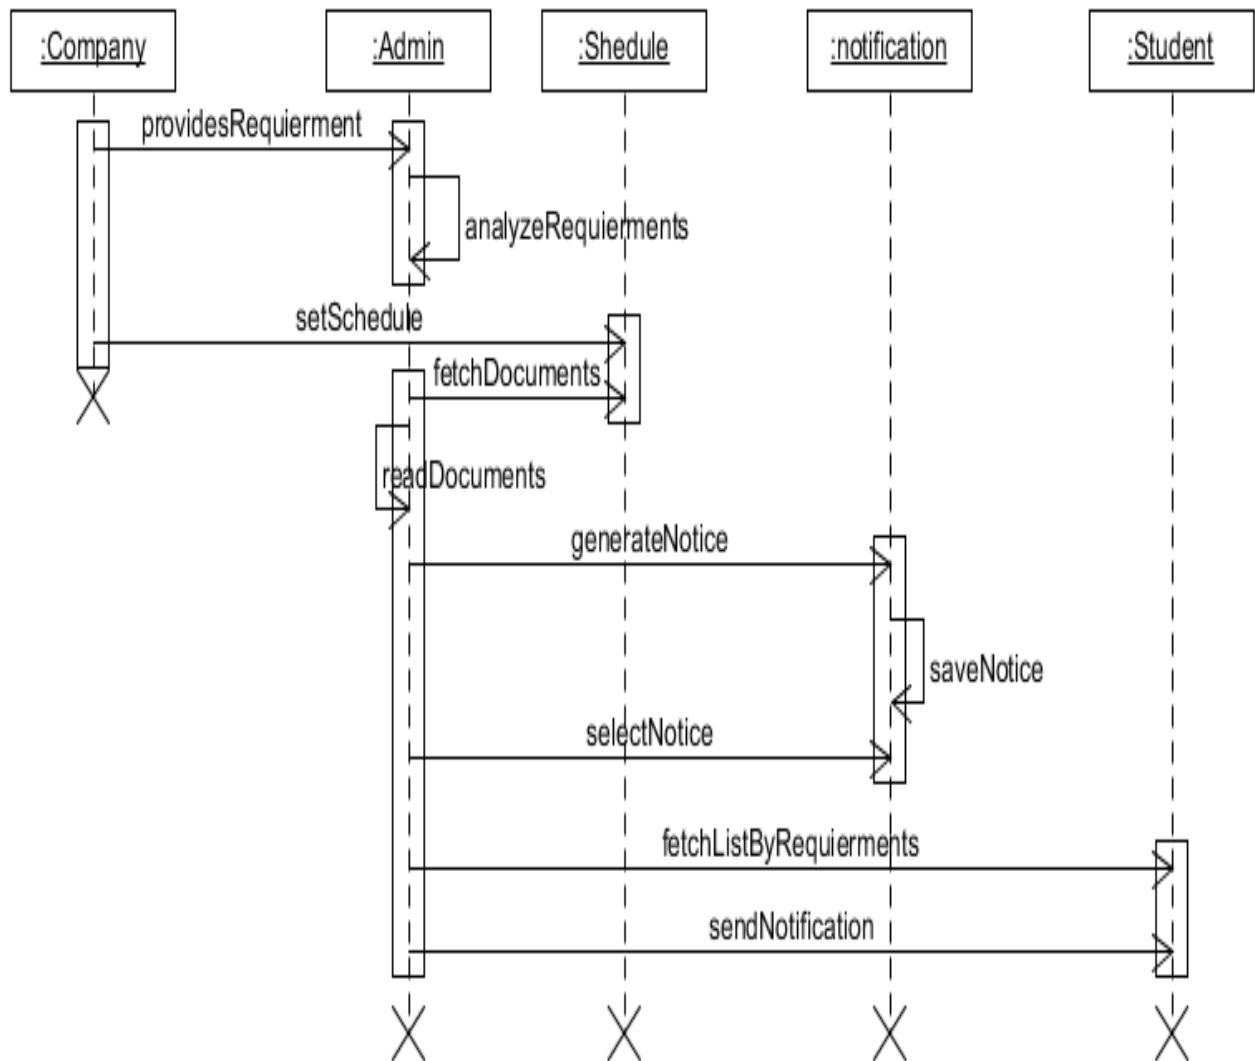 :Company
:Admin
:Shedule
:notification
:Student
providesRequierment
analyzeRequierments
setSchedule
fetchDocuments
readDocuments
generateNotice
saveNotice
selectNotice
fetchListByRequierments
sendNotification